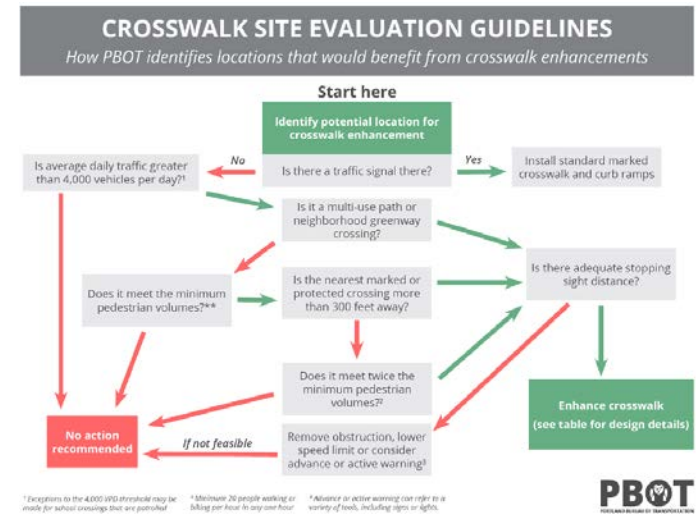 CROSSWALK SITE EVALUATION GUIDELINES
How PBOT identifies locations that would benefit from crosswalk enhancements
Start here
Identify potential location for
crosswalk enhancement
Is there a traffic signal there?
No
Yes
Is average daily traffic greater
than 4,000 vehicles per day?¹
Install standard marked
crosswalk and curb ramps
Is it a multi-use path or
neighborhood greenway
crossing?
Does it meet the minimum
pedestrian volumes?**
Is the nearest marked or
protected crossing more
than 300 feet away?
Is there adequate stopping
sight distance?
Does it meet twice the
minimum pedestrian
volumes?²
Enhance crosswalk
(see table for design details)
No action
recommended
If not feasible
Remove obstruction, lower
speed limit or consider
advance or active warning³
¹ Exceptions to the 4,000 VPD threshold may be
made for school crossings that are patrolled
² Minimum 20 people walking or
biking per hour in any one hour
³ Advance or active warning can refer to a
variety of tools, including signs or lights.
PBOT
PORTLAND BUREAU OF TRANSPORTATION